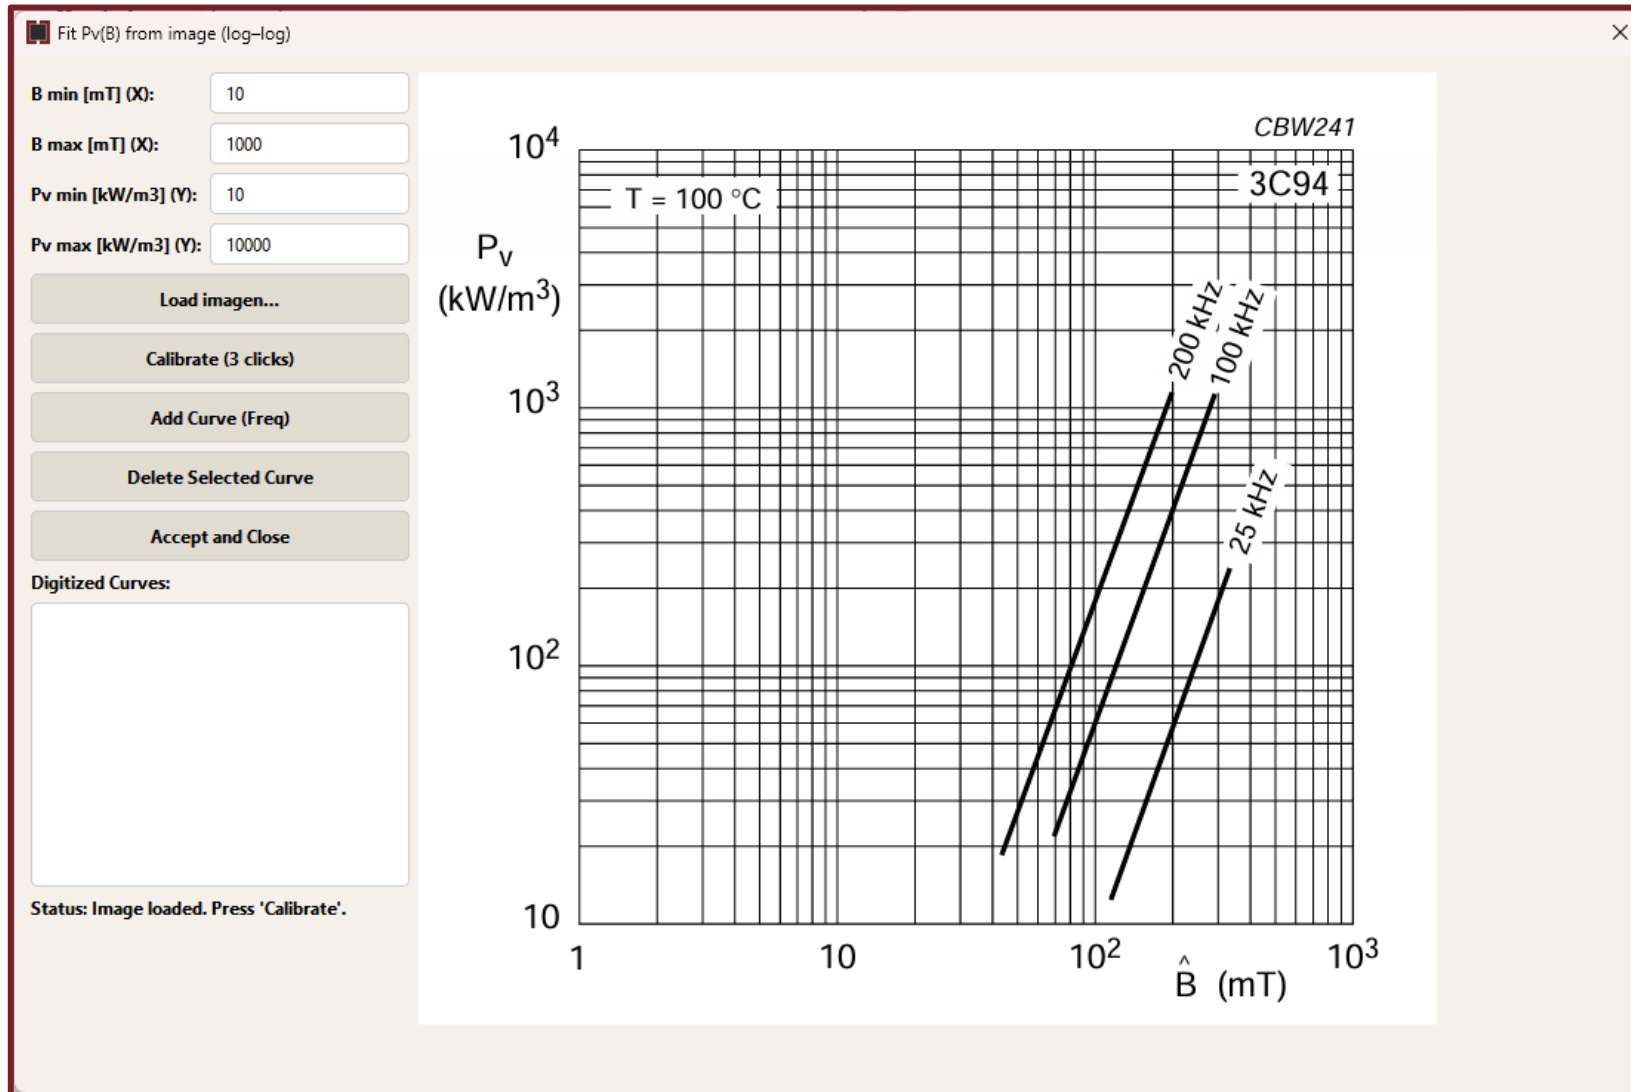 Fit Pv(B) from image (log–log)
B min [mT] (X):
10
B max [mT] (X):
1000
Pv min [kW/m3] (Y):
10
Pv max [kW/m3] (Y):
10000
Load imagen...
Calibrate (3 clicks)
Add Curve (Freq)
Delete Selected Curve
Accept and Close
Digitized Curves:
Status: Image loaded. Press 'Calibrate'.
CBW241
10⁴
T = 100 °C
3C94
Pᵥ
(kW/m³)
200 kHz
100 kHz
10³
25 kHz
10²
10
1
10
10²
10³
B̂ (mT)